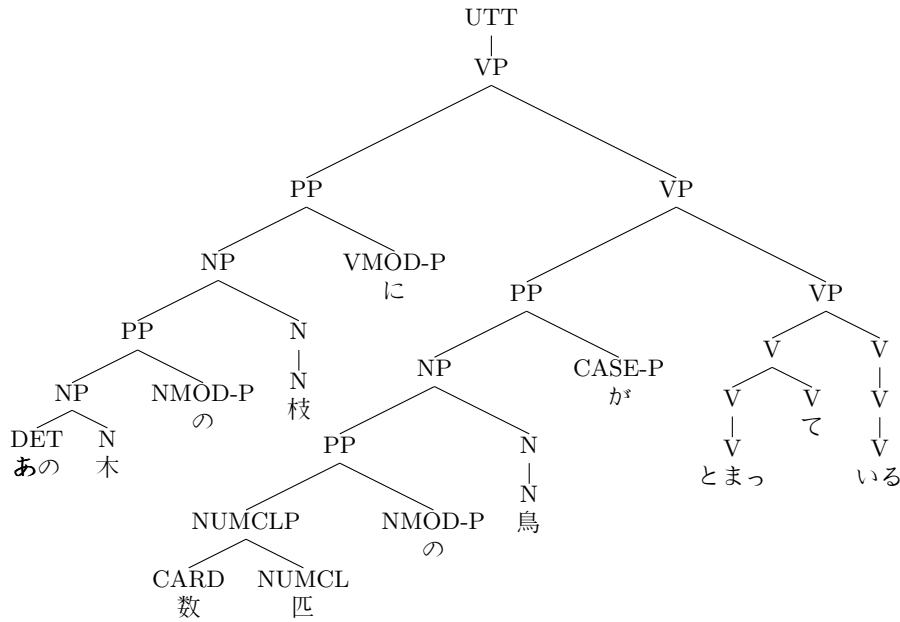 UTT
VP
PP VP
NP VMOD-P
に
PP VP
PP N
V V
NP CASE-P
が
N
枝
NP NMOD-P
の
V V
て
V
DET N
あの 木
PP N
V
とまっ
V
いる
N
鳥
NUMCLP NMOD-P
の
CARD NUMCL
数 匹